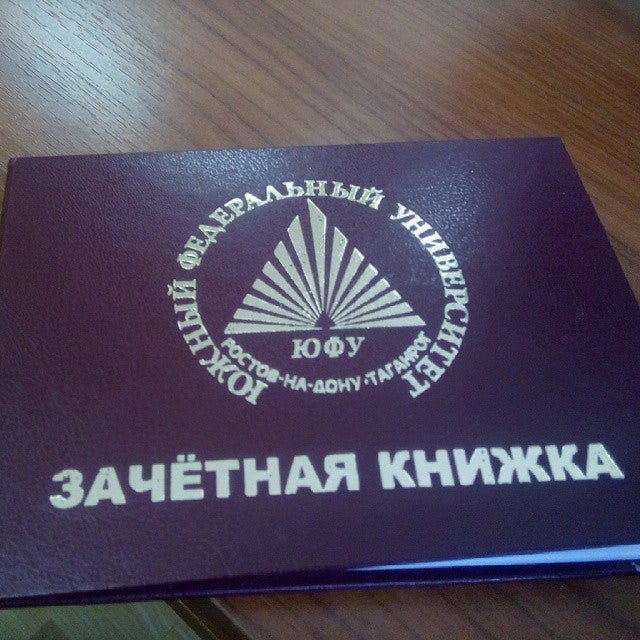 ЮЖНЫЙ ФЕДЕРАЛЬНЫЙ УНИВЕРСИТЕТ
ЮФУ
РОСТОВ-НА-ДОНУ·ТАГАНРОГ
ЗАЧЁТНАЯ КНИЖКА